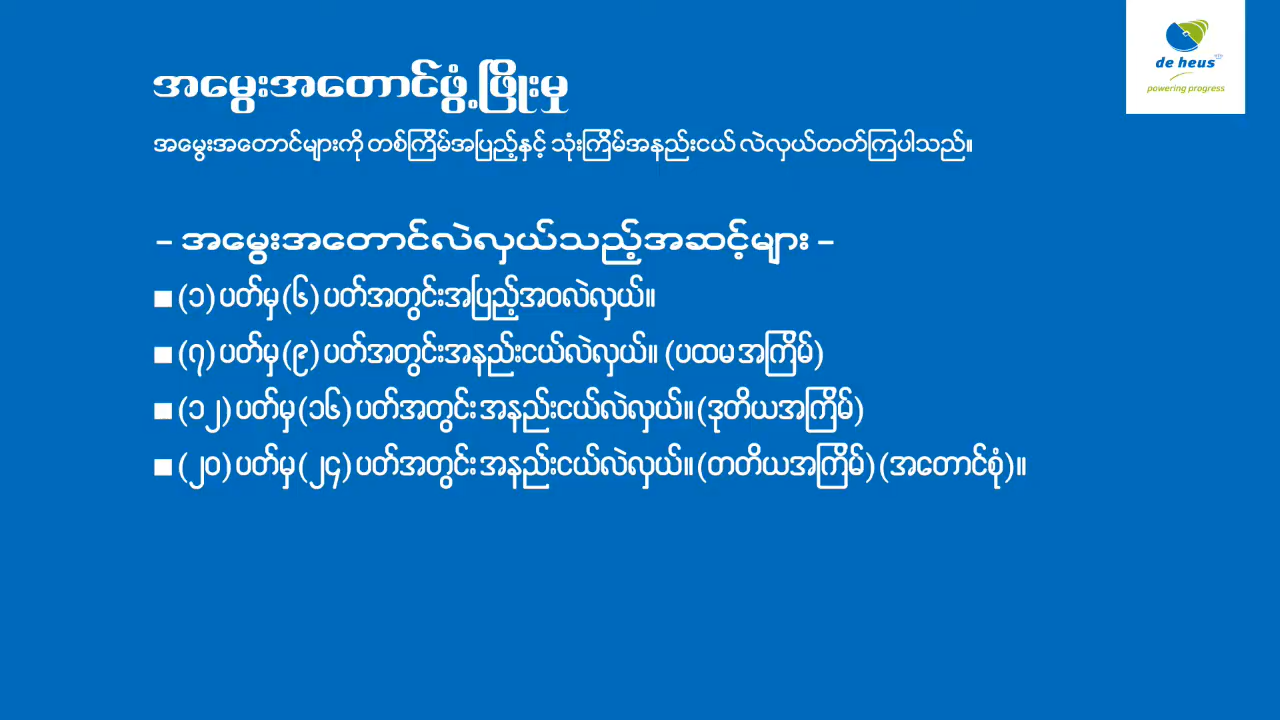 de heus
powering progress
အမွေးအတောင်ဖွံ့ဖြိုးမှု
အမွေးအတောင်များကို တစ်ကြိမ်အပြည့်နှင့် သုံးကြိမ်အနည်းငယ် လဲလှယ်တတ်ကြပါသည်။
– အမွေးအတောင်လဲလှယ်သည့်အဆင့်များ –
■ (၁) ပတ်မှ (၆) ပတ်အတွင်းအပြည့်အဝလဲလှယ်။
■ (၇) ပတ်မှ (၉) ပတ်အတွင်းအနည်းငယ်လဲလှယ်။ (ပထမအကြိမ်)
■ (၁၂) ပတ်မှ (၁၆) ပတ်အတွင်း အနည်းငယ်လဲလှယ်။ (ဒုတိယအကြိမ်)
■ (၂၀) ပတ်မှ (၂၄) ပတ်အတွင်း အနည်းငယ်လဲလှယ်။ (တတိယအကြိမ်) (အတောင်စုံ)။